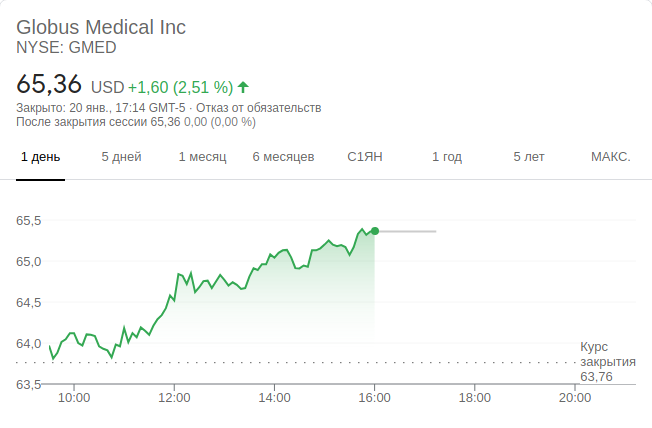 Globus Medical Inc
NYSE: GMED
65,36 USD +1,60 (2,51 %)
Закрыто: 20 янв., 17:14 GMT-5 · Отказ от обязательств
После закрытия сессии 65,36 0,00 (0,00 %)
1 день 5 дней 1 месяц 6 месяцев С1ЯН 1 год 5 лет МАКС.
65,5
65,0
64,5
64,0
Курс
закрытия
63,76
63,5
10:00 12:00 14:00 16:00 18:00 20:00